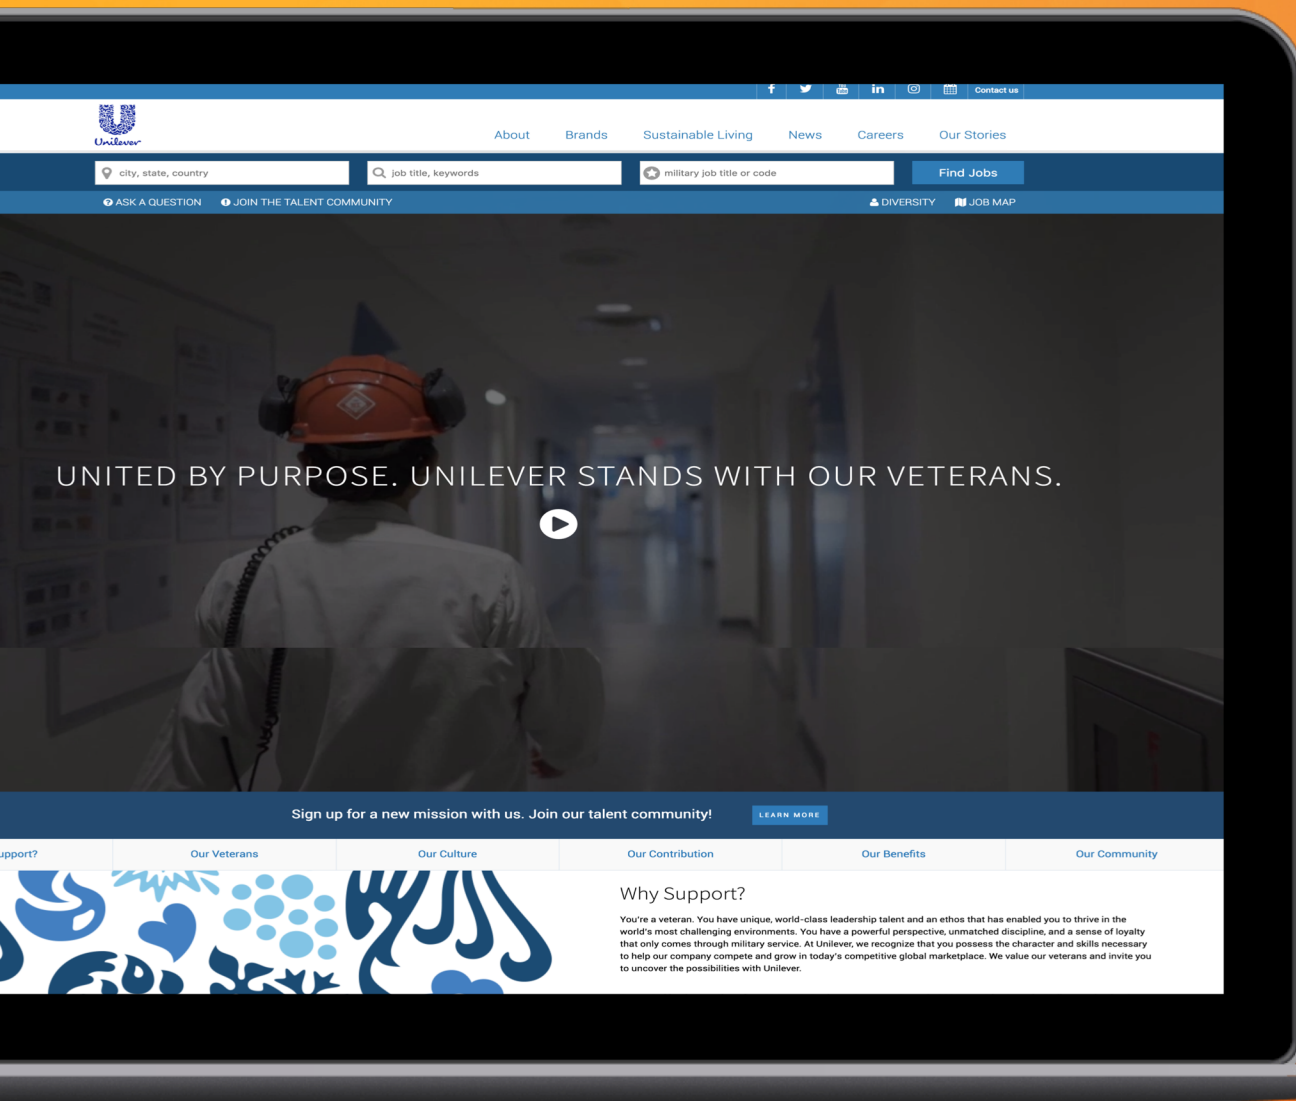 Contact us
Unilever
About Brands Sustainable Living News Careers Our Stories
city, state, country job title, keywords military job title or code Find Jobs
ASK A QUESTION JOIN THE TALENT COMMUNITY DIVERSITY JOB MAP
UNITED BY PURPOSE. UNILEVER STANDS WITH OUR VETERANS.
Sign up for a new mission with us. Join our talent community! LEARN MORE
upport? Our Veterans Our Culture Our Contribution Our Benefits Our Community
Why Support?
You're a veteran. You have unique, world-class leadership talent and an ethos that has enabled you to thrive in the
world's most challenging environments. You have a powerful perspective, unmatched discipline, and a sense of loyalty
that only comes through military service. At Unilever, we recognize that you possess the character and skills necessary
to help our company compete and grow in today's competitive global marketplace. We value our veterans and invite you
to uncover the possibilities with Unilever.